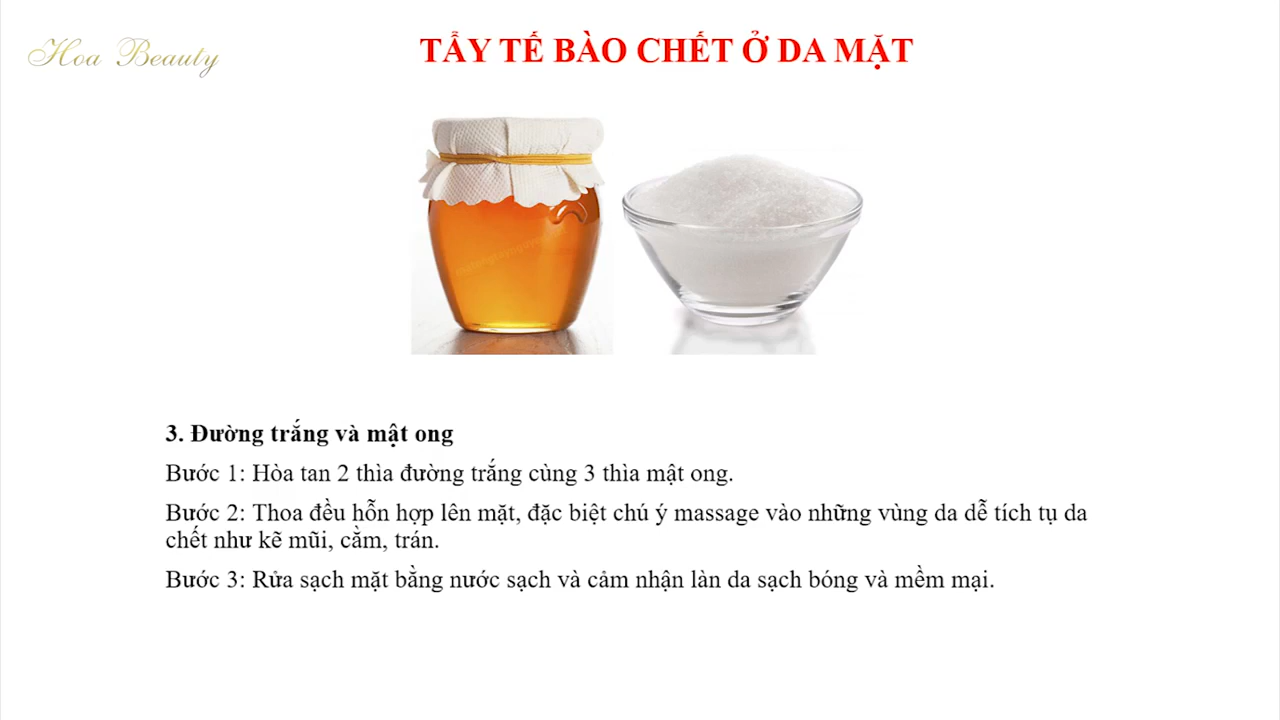 Hoa Beauty
TẨY TẾ BÀO CHẾT Ở DA MẶT
3. Đường trắng và mật ong
Bước 1: Hòa tan 2 thìa đường trắng cùng 3 thìa mật ong.
Bước 2: Thoa đều hỗn hợp lên mặt, đặc biệt chú ý massage vào những vùng da dễ tích tụ da
chết như kẽ mũi, cằm, trán.
Bước 3: Rửa sạch mặt bằng nước sạch và cảm nhận làn da sạch bóng và mềm mại.